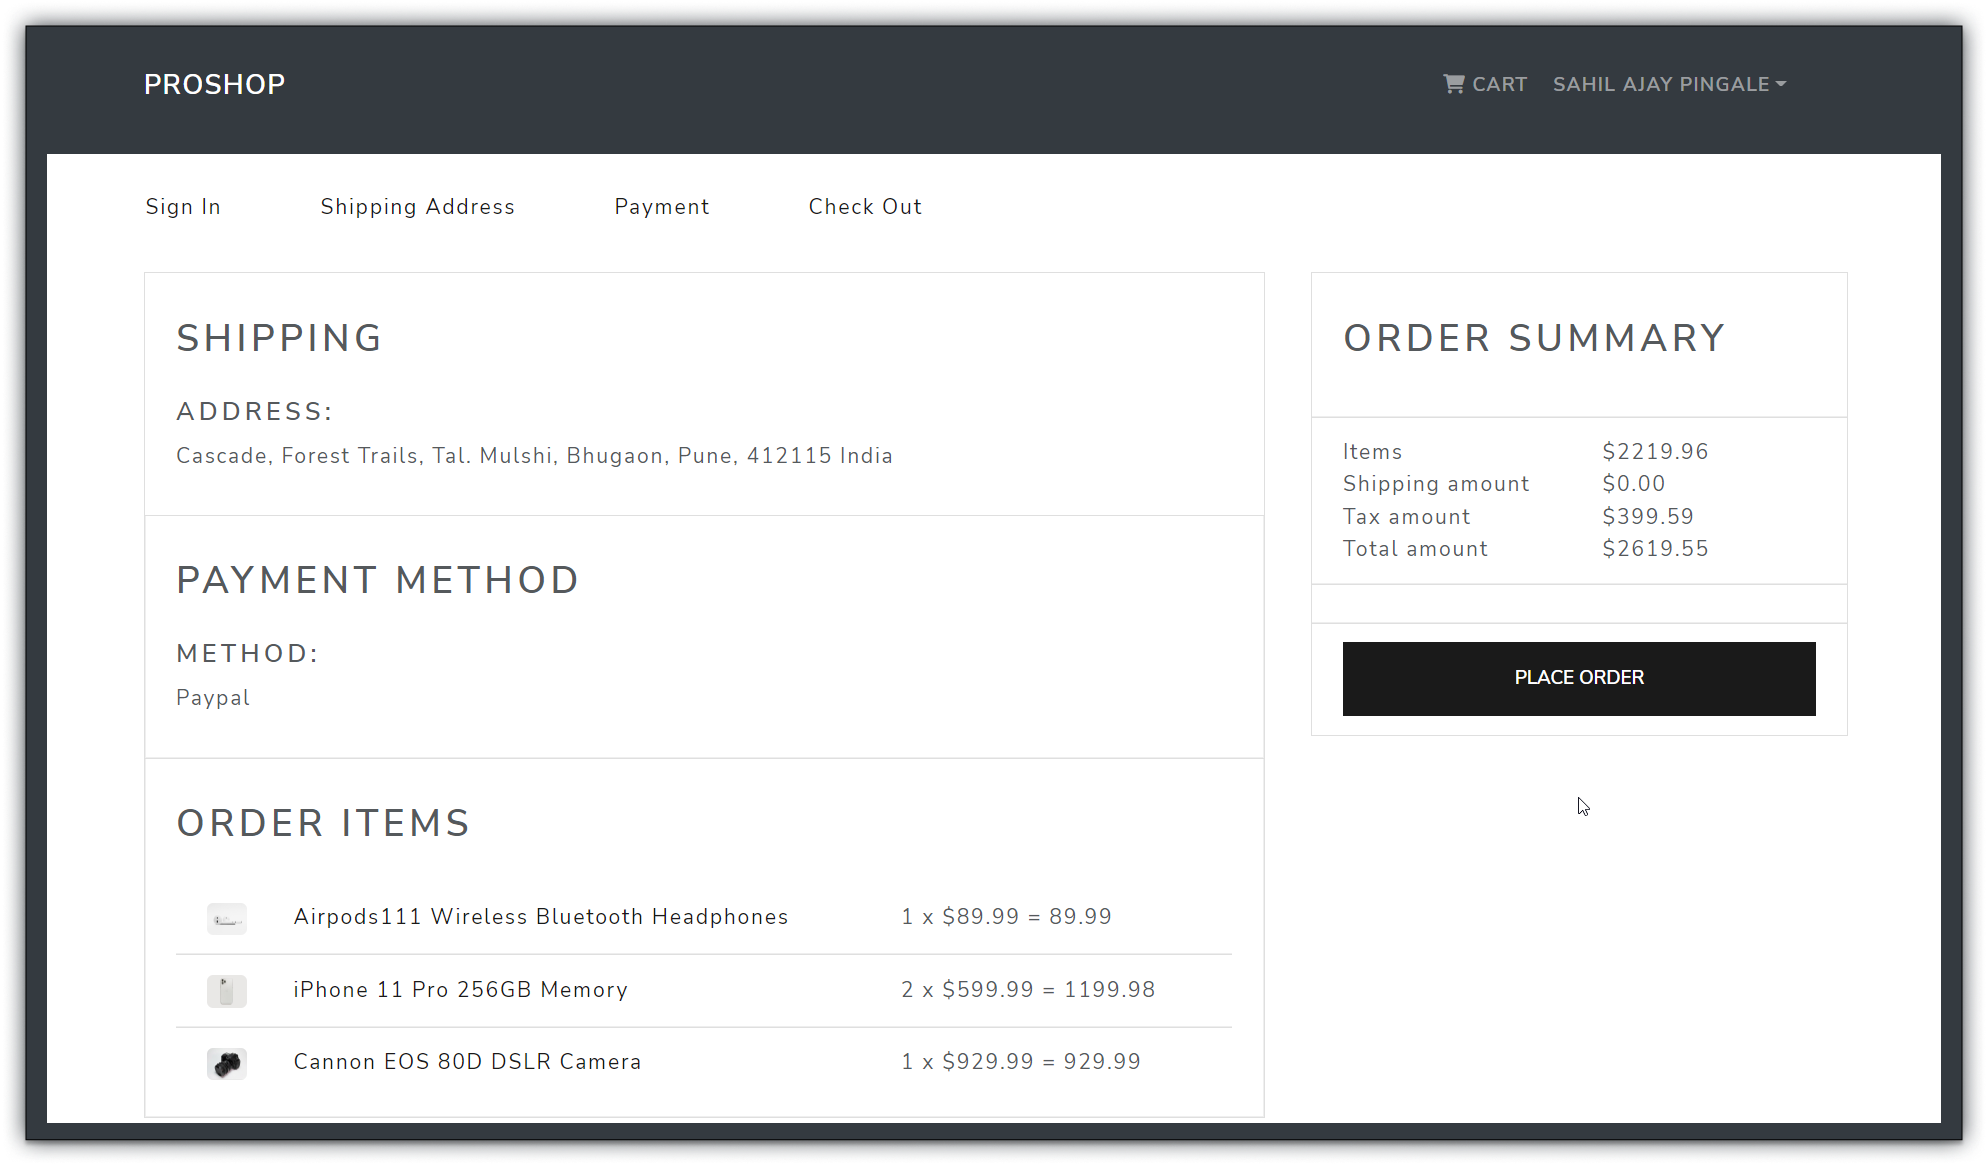 PROSHOP
CART SAHIL AJAY PINGALE
Sign In Shipping Address Payment Check Out
SHIPPING
ADDRESS:
Cascade, Forest Trails, Tal. Mulshi, Bhugaon, Pune, 412115 India
PAYMENT METHOD
METHOD:
Paypal
ORDER ITEMS
Airpods111 Wireless Bluetooth Headphones 1 x $89.99 = 89.99
iPhone 11 Pro 256GB Memory 2 x $599.99 = 1199.98
Cannon EOS 80D DSLR Camera 1 x $929.99 = 929.99
ORDER SUMMARY
Items $2219.96
Shipping amount $0.00
Tax amount $399.59
Total amount $2619.55
PLACE ORDER